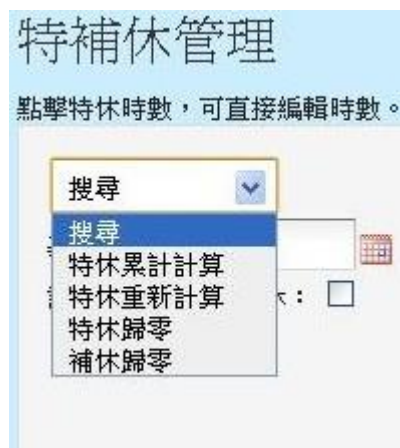 特補休管理
點擊特休時數，可直接編輯時數。
搜尋
搜尋
特休累計計算
特休重新計算
特休歸零
補休歸零